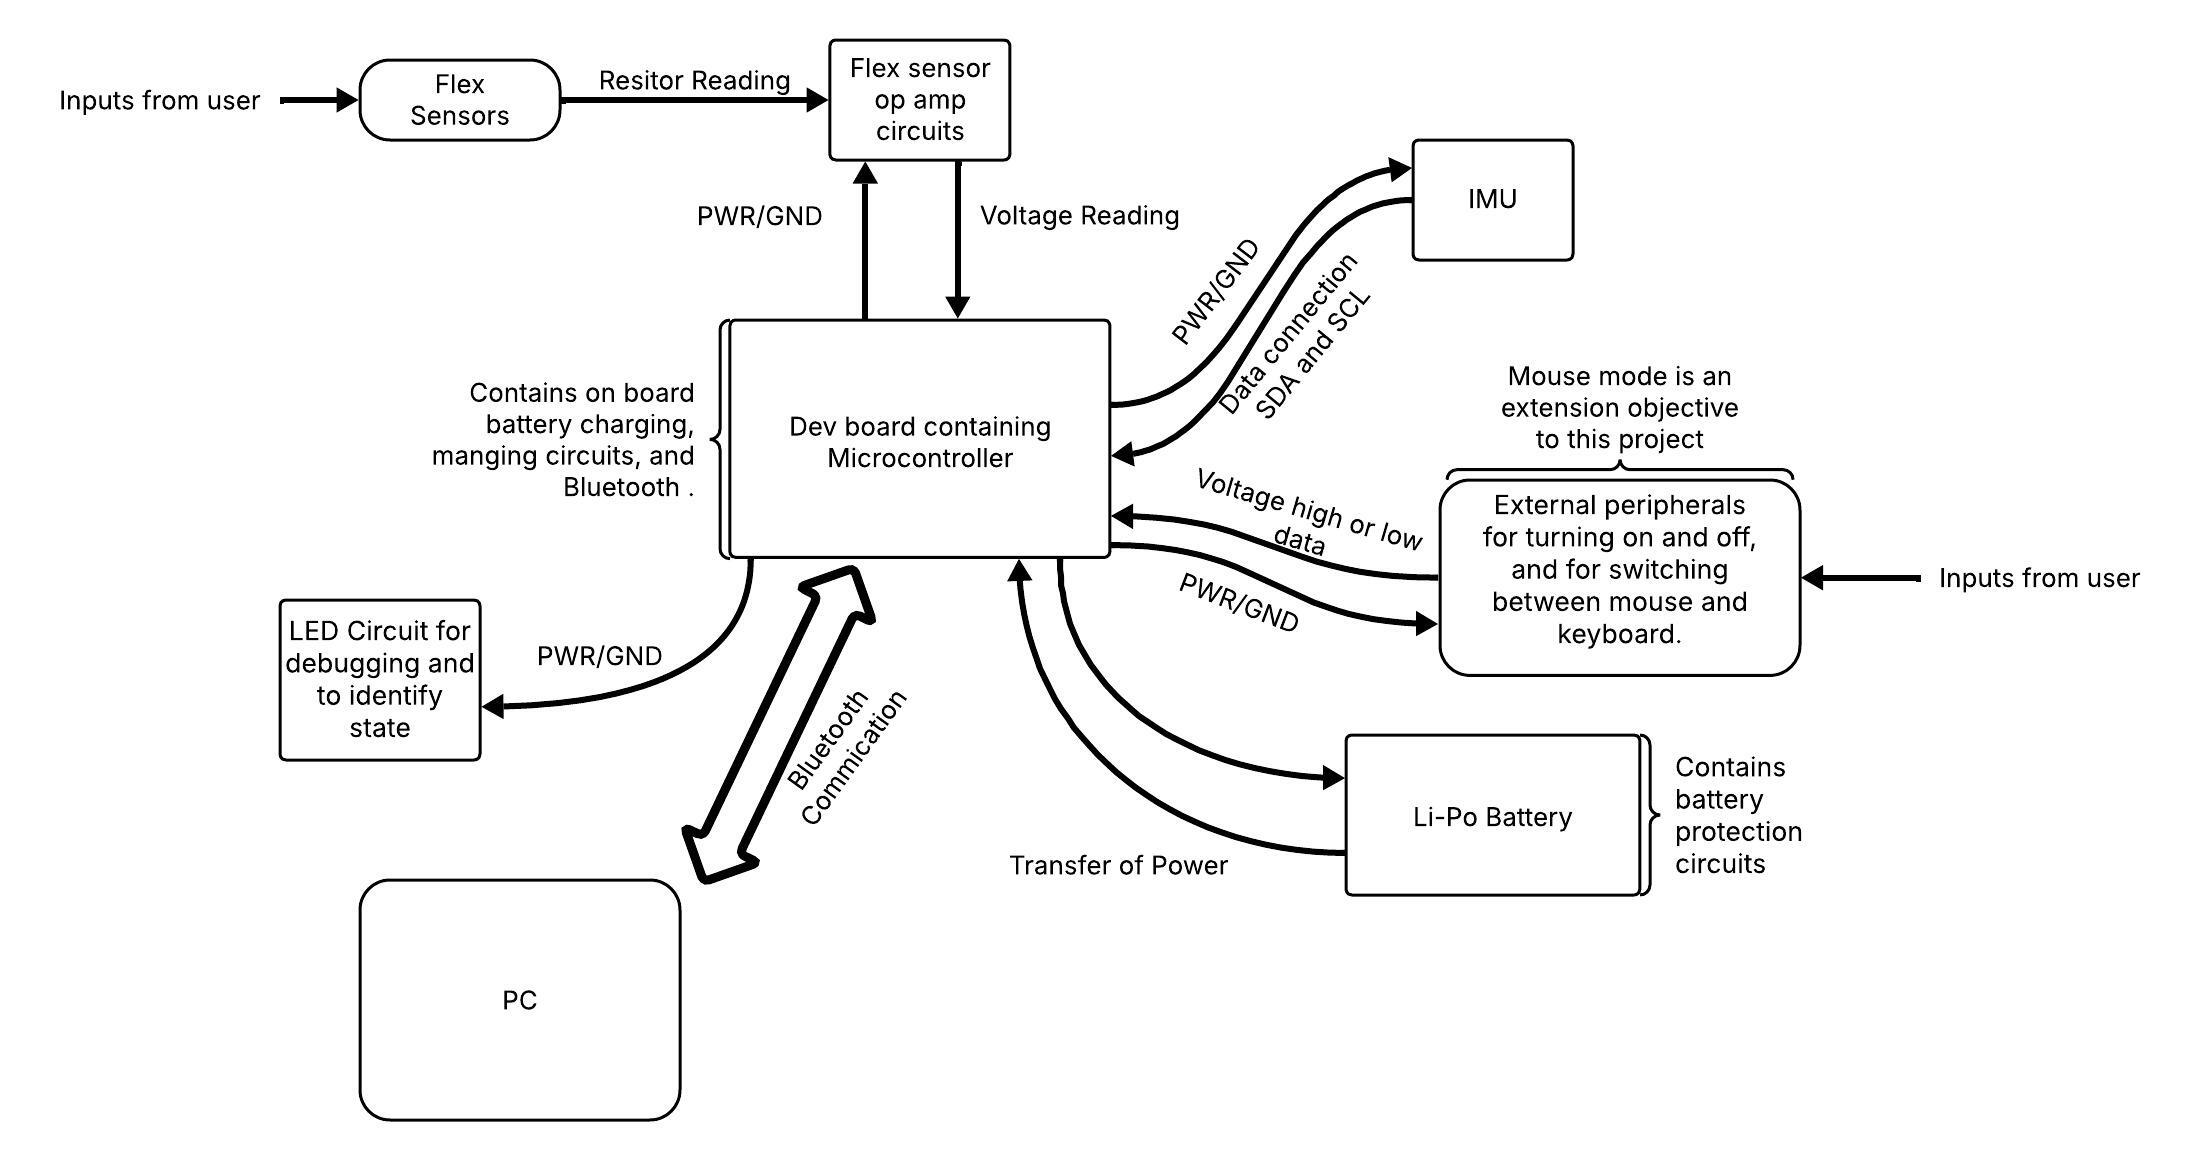 Inputs from user
Flex
Sensors
Resitor Reading
Flex sensor
op amp
circuits
PWR/GND
Voltage Reading
IMU
PWR/GND
Data connection
SDA and SCL
Contains on board
battery charging,
manging circuits, and
Bluetooth .
Dev board containing
Microcontroller
Mouse mode is an
extension objective
to this project
Voltage high or low
data
PWR/GND
External peripherals
for turning on and off,
and for switching
between mouse and
keyboard.
Inputs from user
LED Circuit for
debugging and
to identify
state
PWR/GND
Bluetooth
Commication
Transfer of Power
Li-Po Battery
Contains
battery
protection
circuits
PC